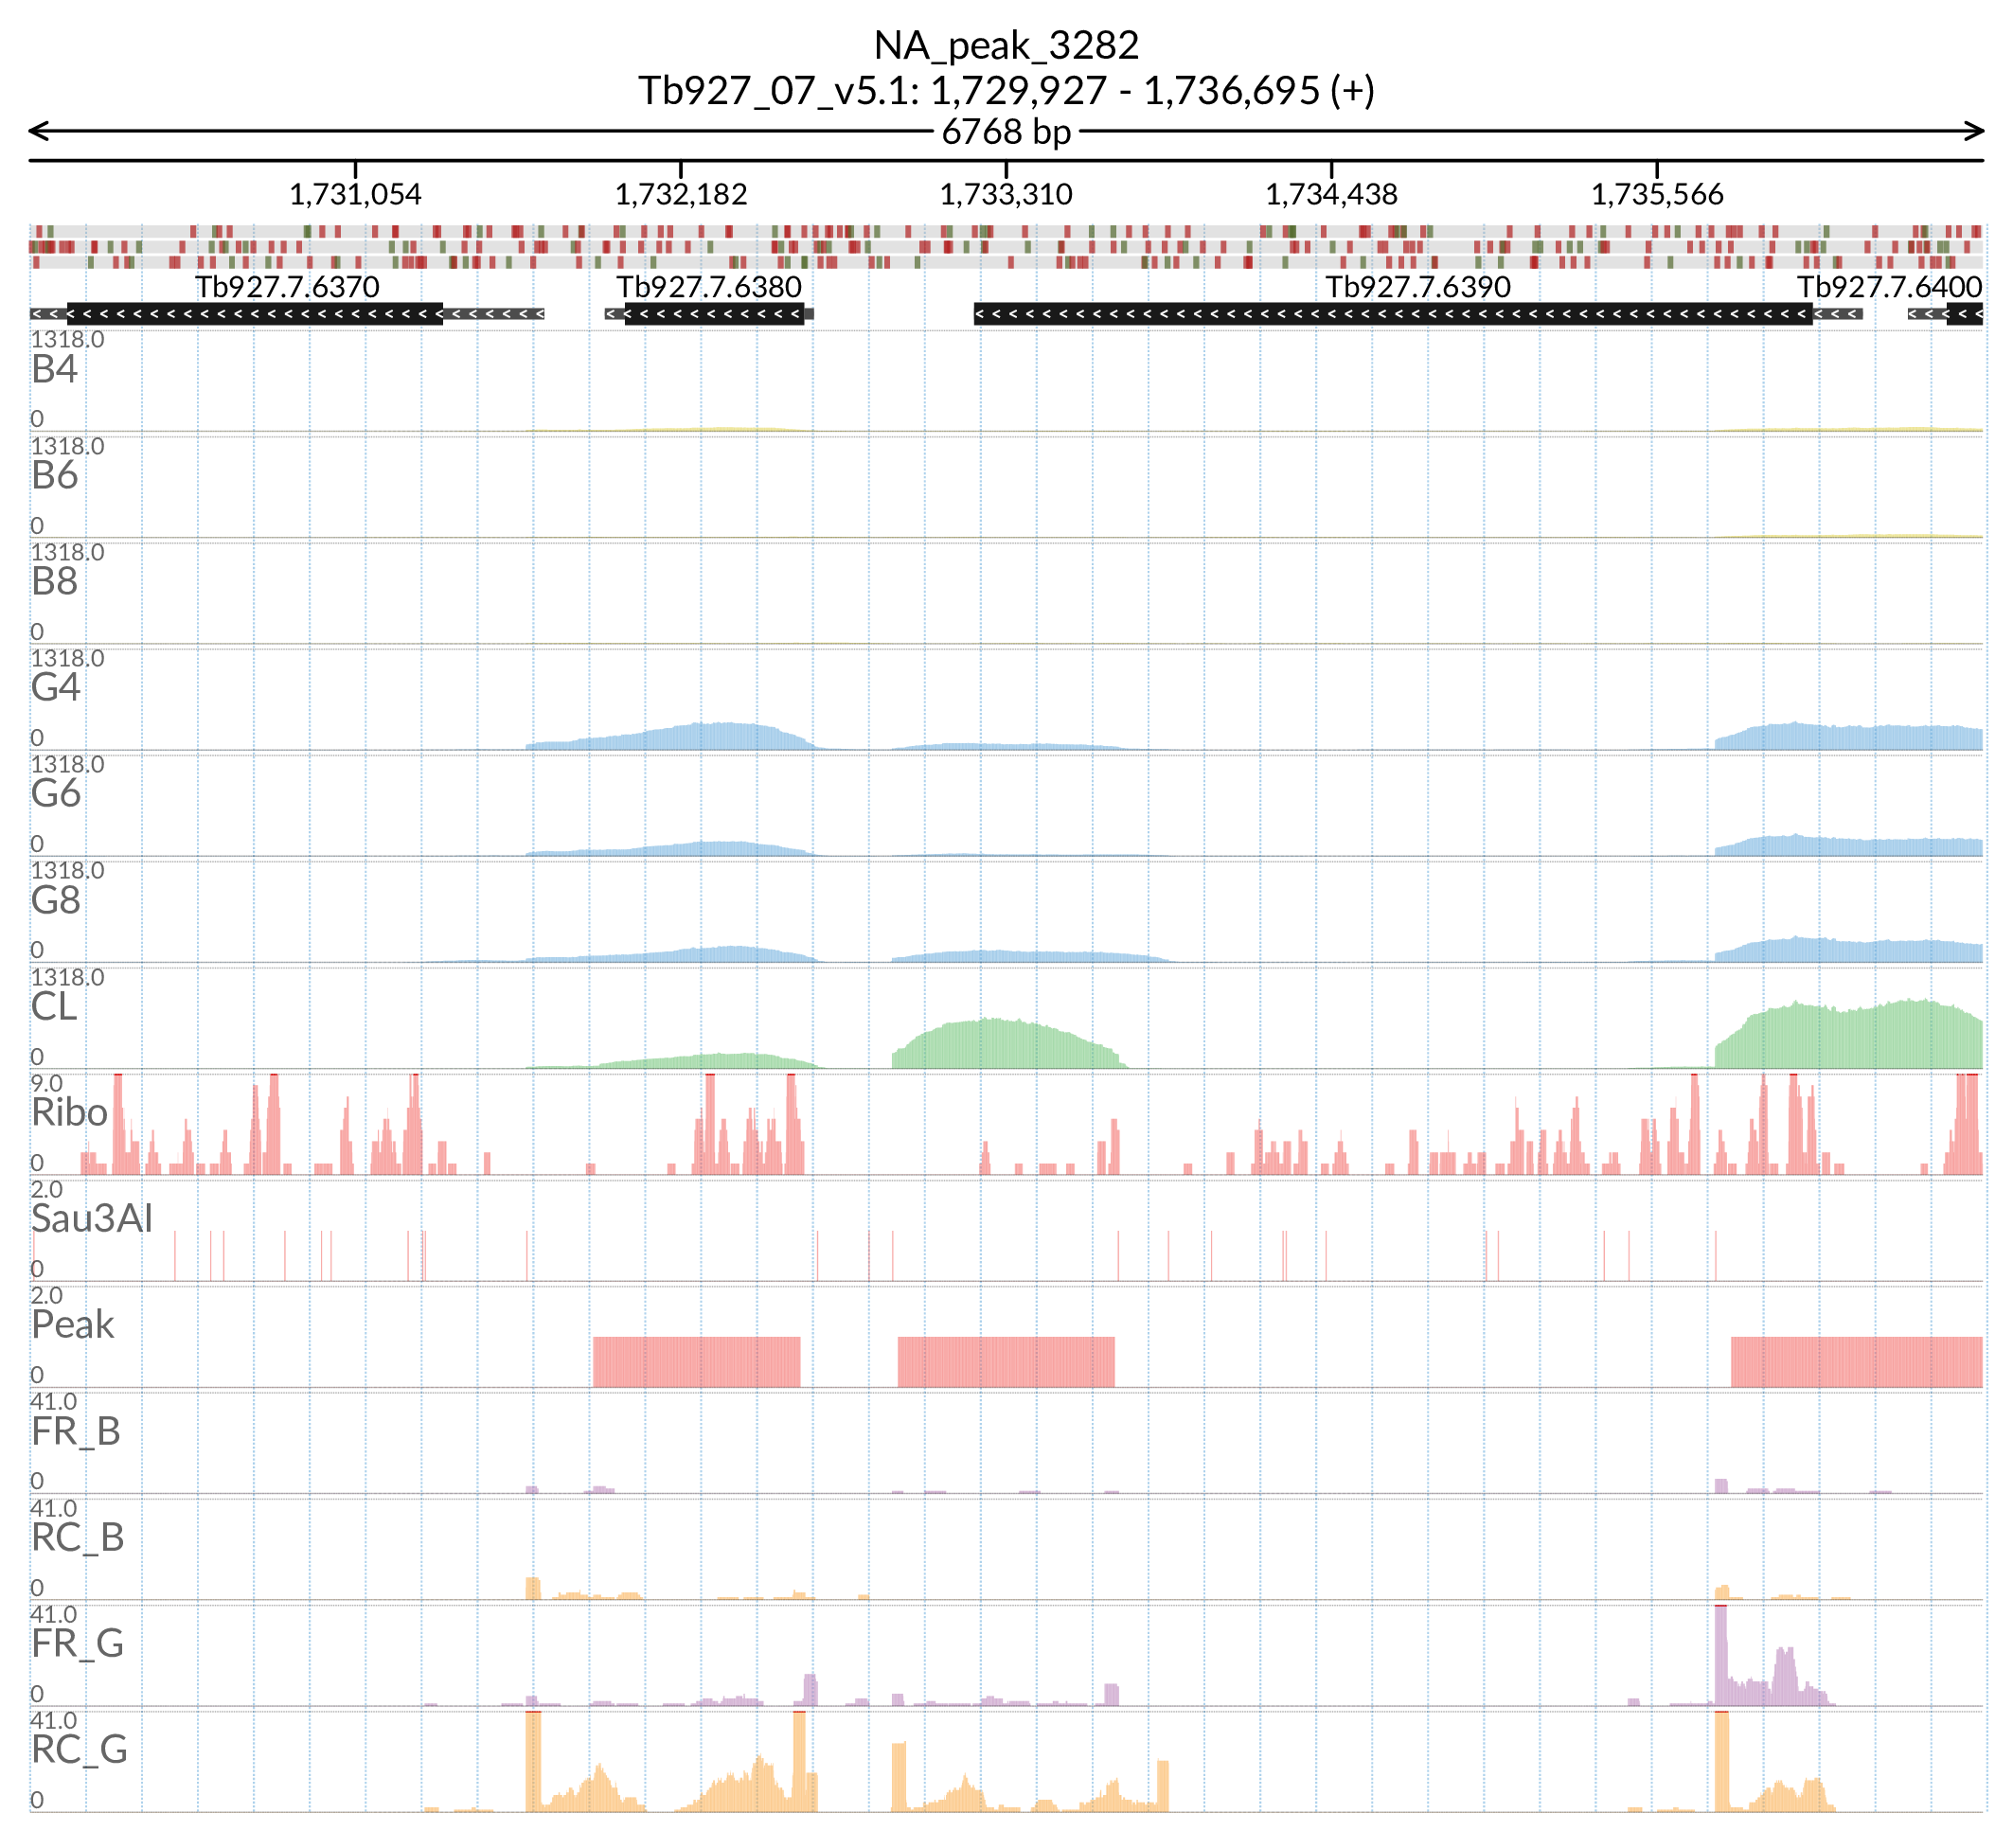 NA_peak_3282
Tb927_07_v5.1: 1,729,927 - 1,736,695 (+)
6768 bp
1,731,054 1,732,182 1,733,310 1,734,438 1,735,566
Tb927.7.6370 Tb927.7.6380 Tb927.7.6390 Tb927.7.6400
1318.0
B4
0
1318.0
B6
0
1318.0
B8
0
1318.0
G4
0
1318.0
G6
0
1318.0
G8
0
1318.0
CL
0
9.0
Ribo
0
2.0
Sau3AI
0
2.0
Peak
0
41.0
FR_B
0
41.0
RC_B
0
41.0
FR_G
0
41.0
RC_G
0